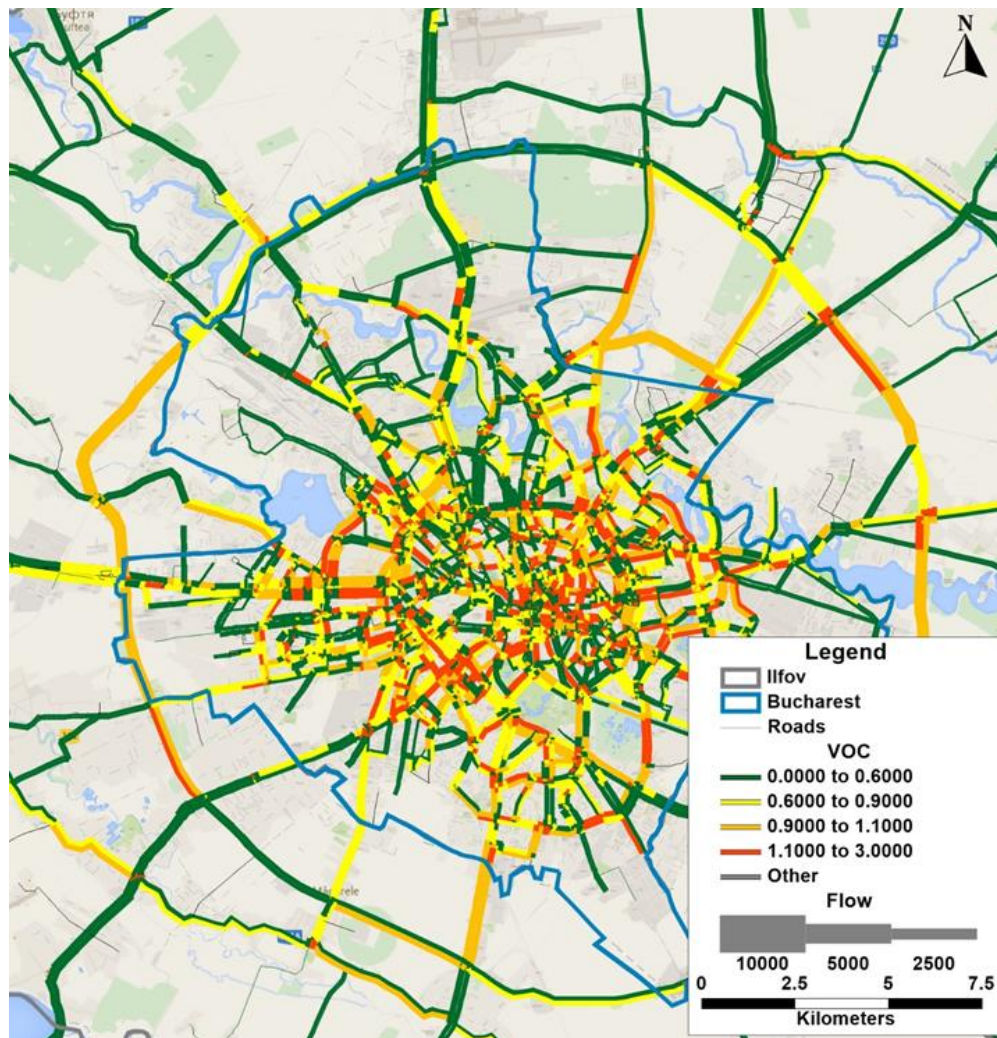 N
Măgurele
Legend
Ilfov
Bucharest
Roads
VOC
0.0000 to 0.6000
0.6000 to 0.9000
0.9000 to 1.1000
1.1000 to 3.0000
Other
Flow
10000 5000 2500
0 2.5 5 7.5
Kilometers